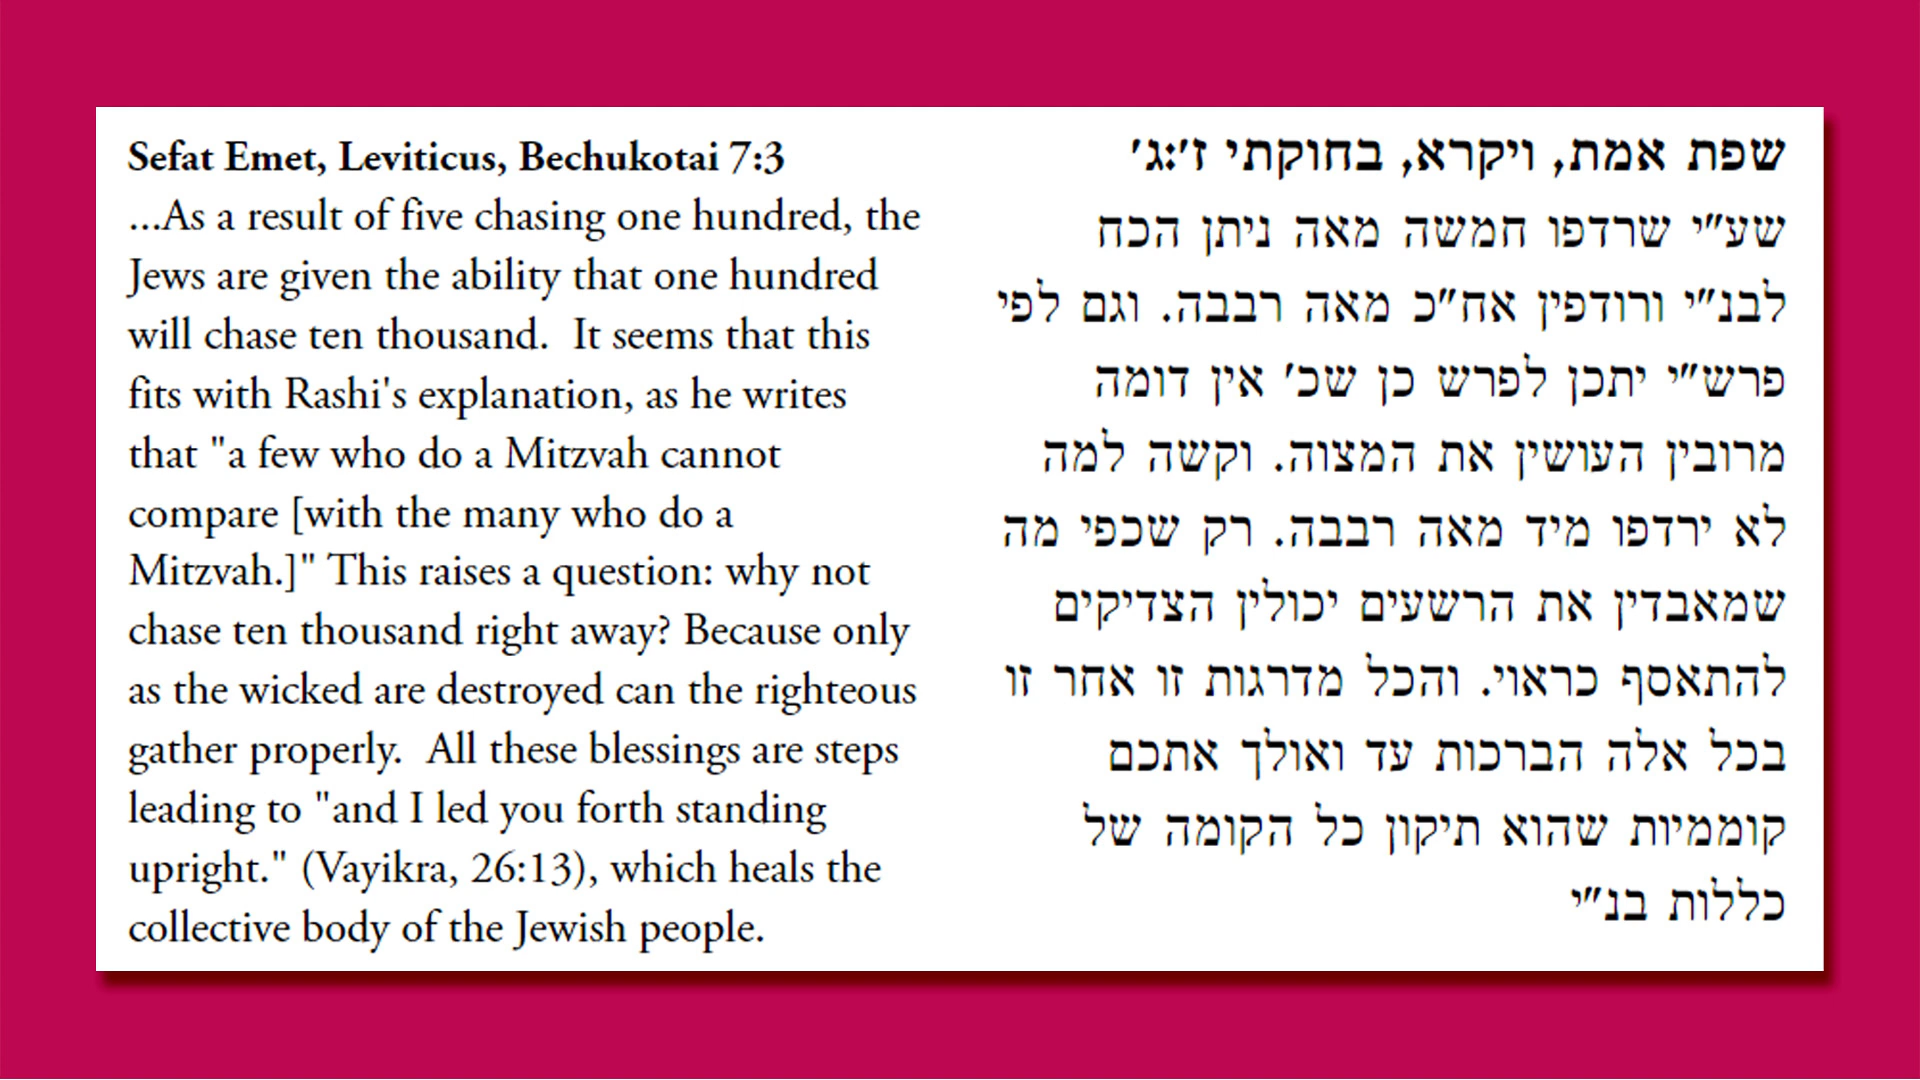 Sefat Emet, Leviticus, Bechukotai 7:3
...As a result of five chasing one hundred, the
Jews are given the ability that one hundred
will chase ten thousand.  It seems that this
fits with Rashi's explanation, as he writes
that "a few who do a Mitzvah cannot
compare [with the many who do a
Mitzvah.]" This raises a question: why not
chase ten thousand right away? Because only
as the wicked are destroyed can the righteous
gather properly.  All these blessings are steps
leading to "and I led you forth standing
upright." (Vayikra, 26:13), which heals the
collective body of the Jewish people.
שפת אמת, ויקרא, בחוקתי ז׳:ג׳
שע״י שרדפו חמשה מאה ניתן הכח
לבנ״י ורודפין אח״כ מאה רבבה. וגם לפי
פרש״י יתכן לפרש כן שכ׳ אין דומה
מרובין העושין את המצוה. וקשה למה
לא ירדפו מיד מאה רבבה. רק שכפי מה
שמאבדין את הרשעים יכולין הצדיקים
להתאסף כראוי. והכל מדרגות זו אחר זו
בכל אלה הברכות עד ואולך אתכם
קוממיות שהוא תיקון כל הקומה של
כללות בנ״י